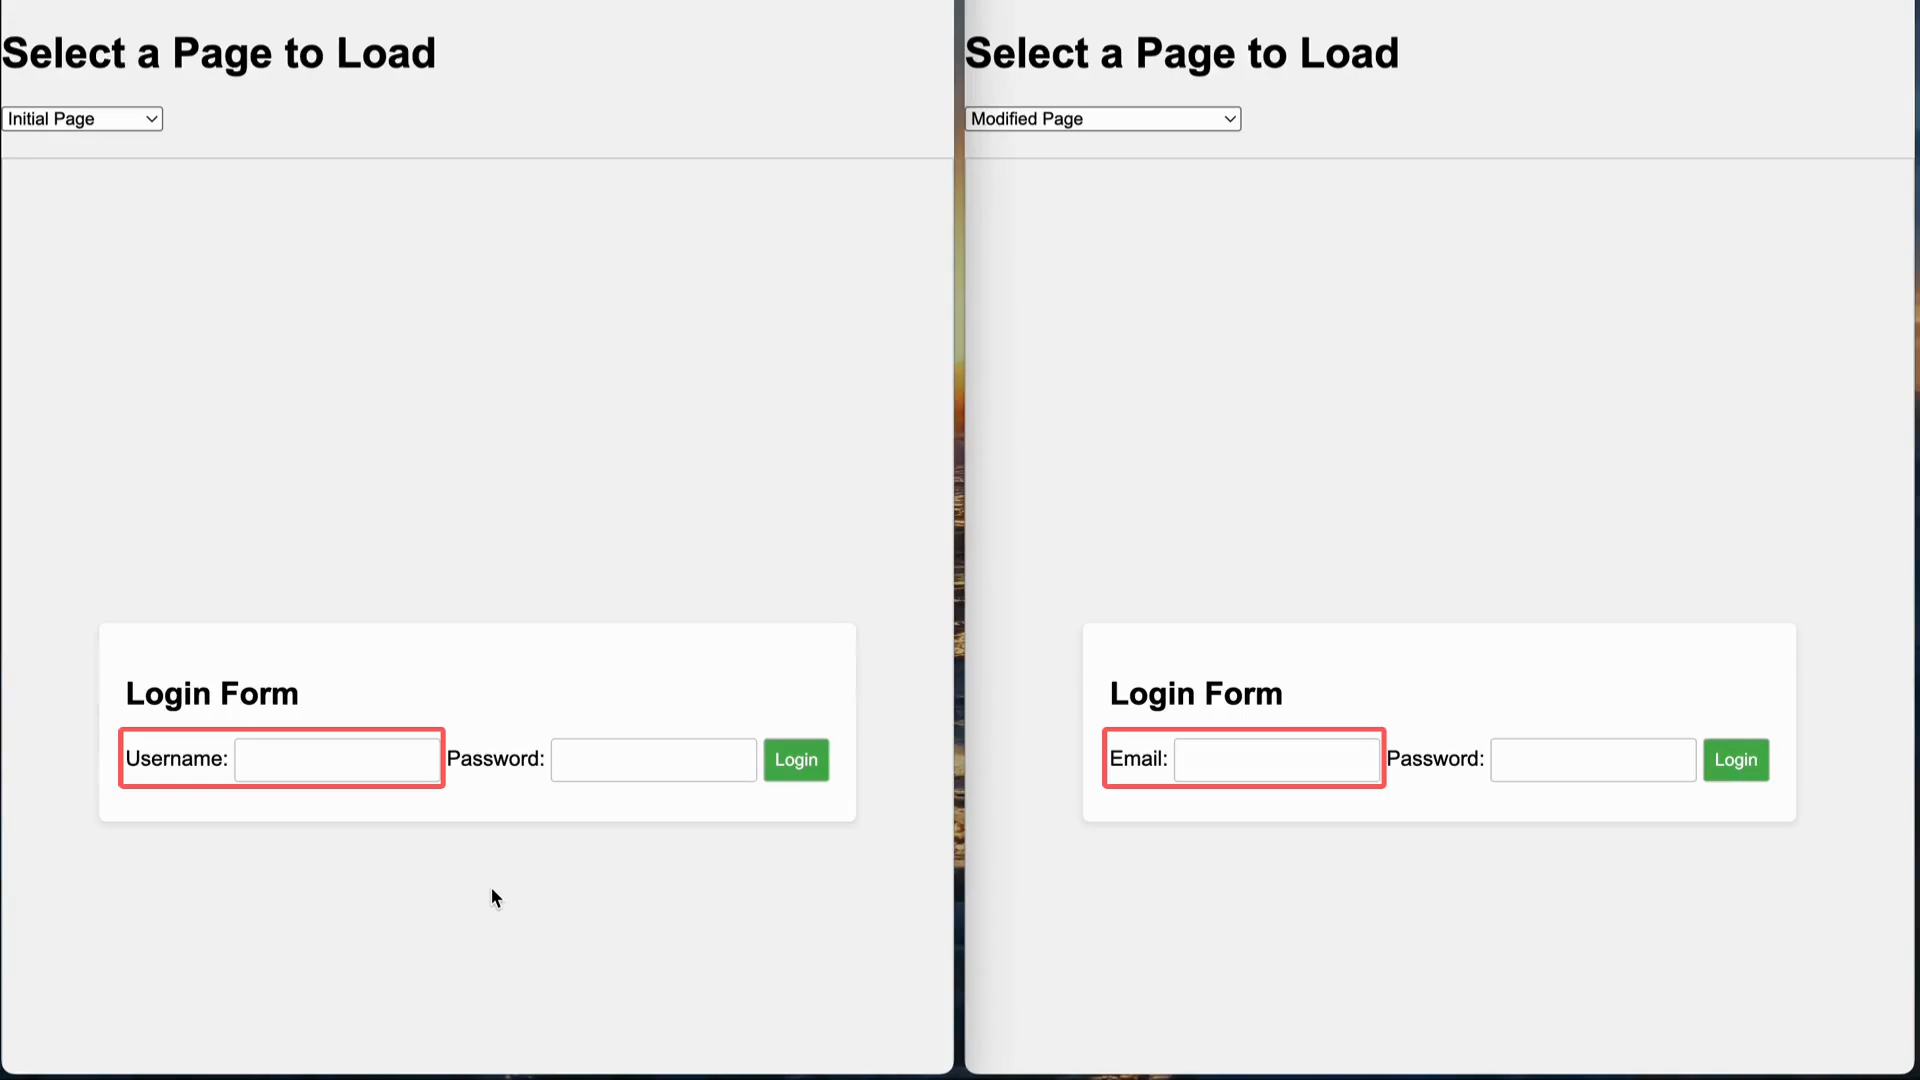 Select a Page to Load
Initial Page
Login Form
Username: Password: Login
Select a Page to Load
Modified Page
Login Form
Email: Password: Login